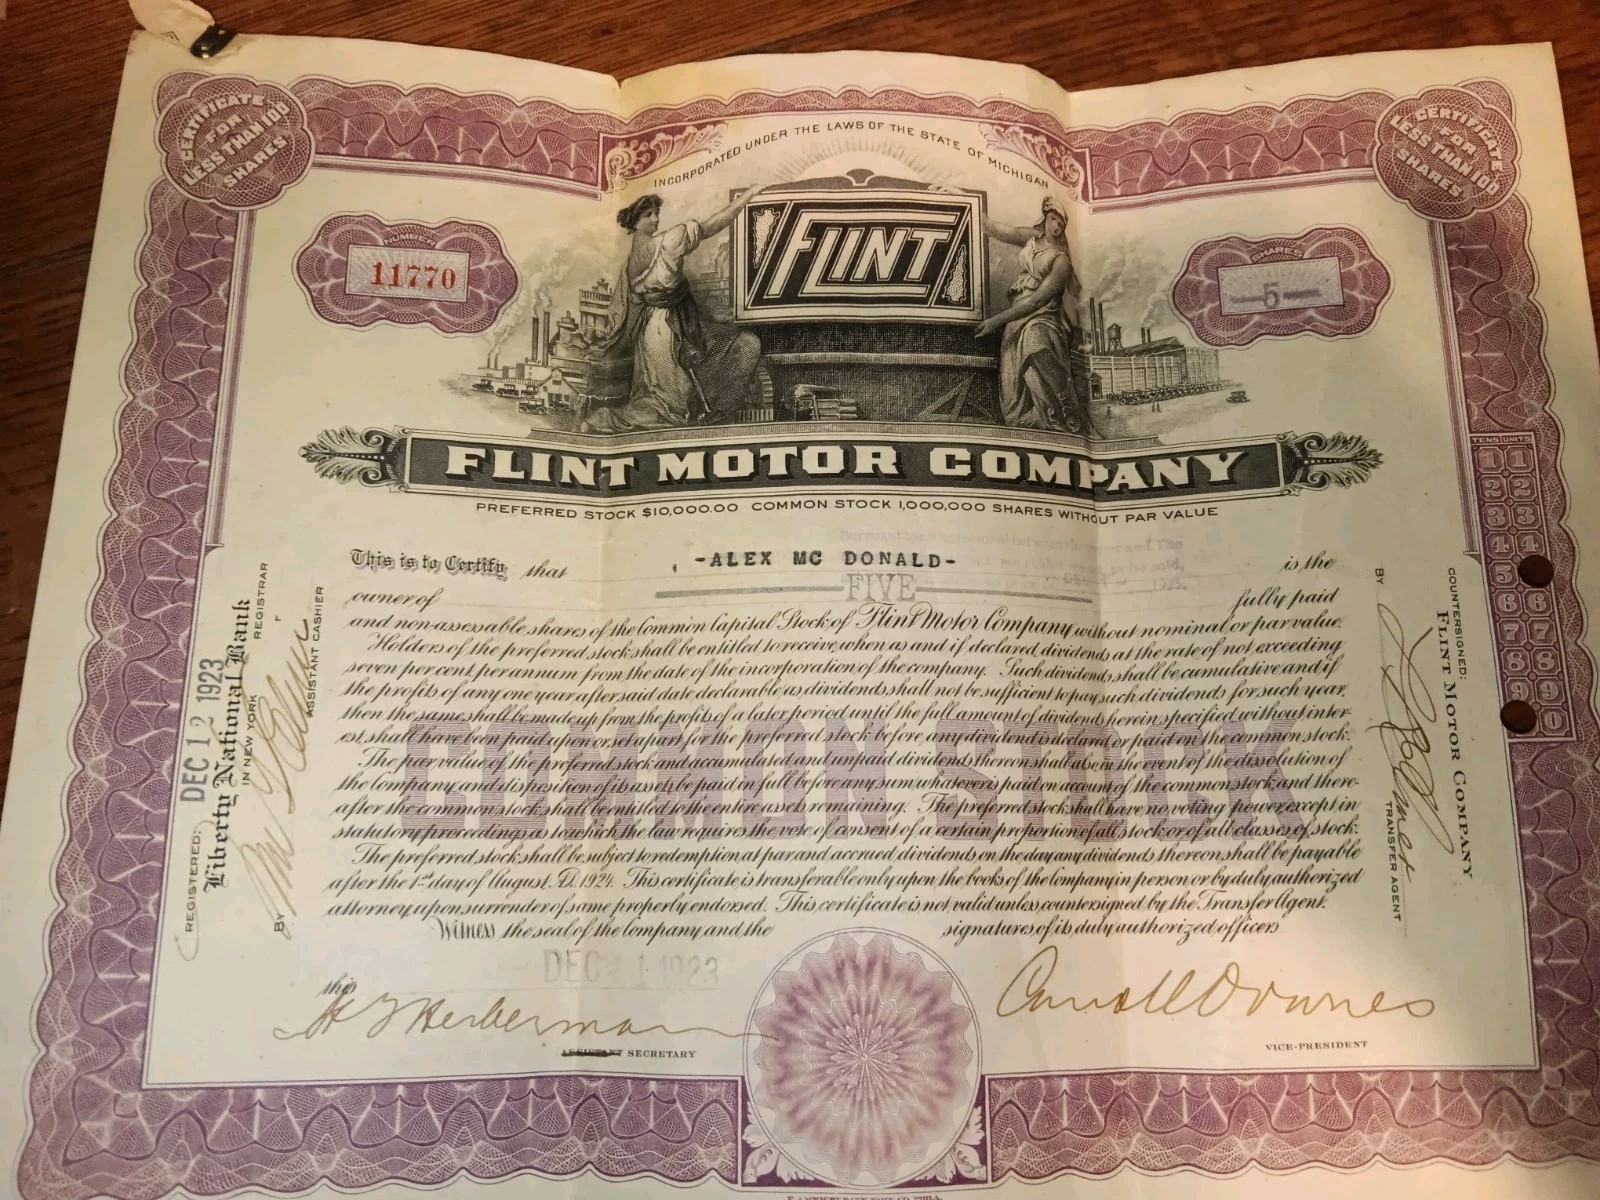 CERTIFICATE
FOR
LESS THAN 100
SHARES
CERTIFICATE
FOR
LESS THAN 100
SHARES
INCORPORATED UNDER THE LAWS OF THE STATE OF MICHIGAN
NUMBER
11770
FLINT
SHARES
5
FLINT MOTOR COMPANY
PREFERRED STOCK $10,000.00 COMMON STOCK 1,000,000 SHARES WITHOUT PAR VALUE
This is to Certify that -ALEX MC DONALD- is the
owner of FIVE fully paid
and non-assessable shares of the Common Capital Stock of Flint Motor Company without nominal or par value.
Holders of the preferred stock shall be entitled to receive, when as and if declared, dividends at the rate of not exceeding
seven per cent, per annum from the date of the incorporation of the company. Such dividends shall be cumulative and if
the profits of any one year after said date declarable as dividends shall not be sufficient to pay such dividends for such year,
then the same shall be made up from the profits of a later period until the full amount of dividend herein specified without inter-
est, shall have been paid upon or set apart for the preferred stock before any dividend is declared or paid on the common stock.
The par value of the preferred stock and accumulated and unpaid dividends thereon shall also, in the event of the dissolution of
the Company and disposition of its assets, be paid in full before any sum whatever is paid on account of the common stock and there-
after the common stock shall be entitled to the entire assets remaining. The preferred stock shall have no voting power except in
statutory proceedings as to which the law requires the vote of consent of a certain proportion of all stock or of all classes of stock.
The preferred stock shall be subject to redemption at par and accrued dividends on the day any dividends thereon shall be payable
after the 1st day of August A.D. 1924. This certificate is transferable only upon the books of the Company in person or by duly authorized
attorney upon surrender of same properly endorsed. This certificate is not valid unless countersigned by the Transfer Agent.
Witness the seal of the Company and the signatures of its duly authorized officers
this DEC 11 1923
COMMON STOCK
Herberman
ASSISTANT SECRETARY
Carroll Downes
VICE-PRESIDENT
REGISTERED: DEC 12 1923
Liberty National Bank
IN NEW YORK REGISTRAR
BY
ASSISTANT CASHIER
COUNTERSIGNED:
FLINT MOTOR COMPANY
BY
TRANSFER AGENT
TENS UNITS
1 1
2 2
3 3
4 4
5
6 6
7 7
8 8
9 9
0